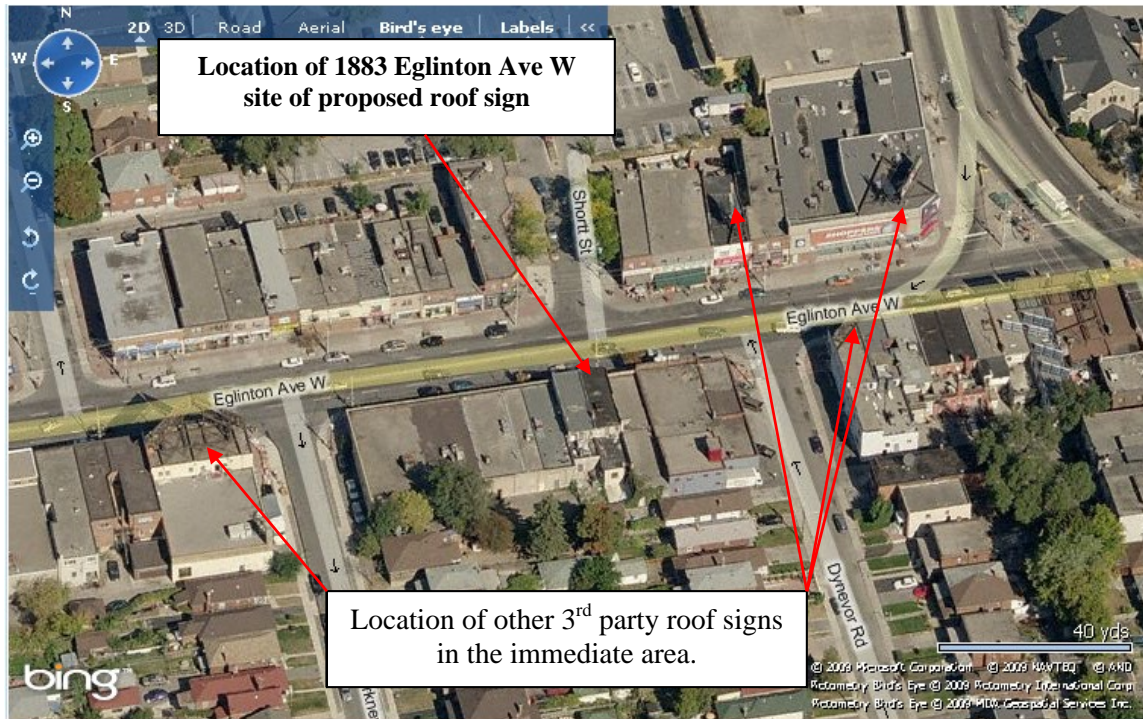 N
2D 3D Road Aerial Bird's eye Labels <<
W E
S
Location of 1883 Eglinton Ave W
site of proposed roof sign
Shortt St
SHOPPERS
Eglinton Ave W
Eglinton Ave W
Dynevor Rd
Location of other 3rd party roof signs
in the immediate area.
40 yds
bing™
© 2009 Microsoft Corporation © 2009 NAVTEQ © AND
Pictometry Bird's Eye © 2009 Pictometry International Corp
Pictometry Bird's Eye © 2009 MDA Geospatial Services Inc.